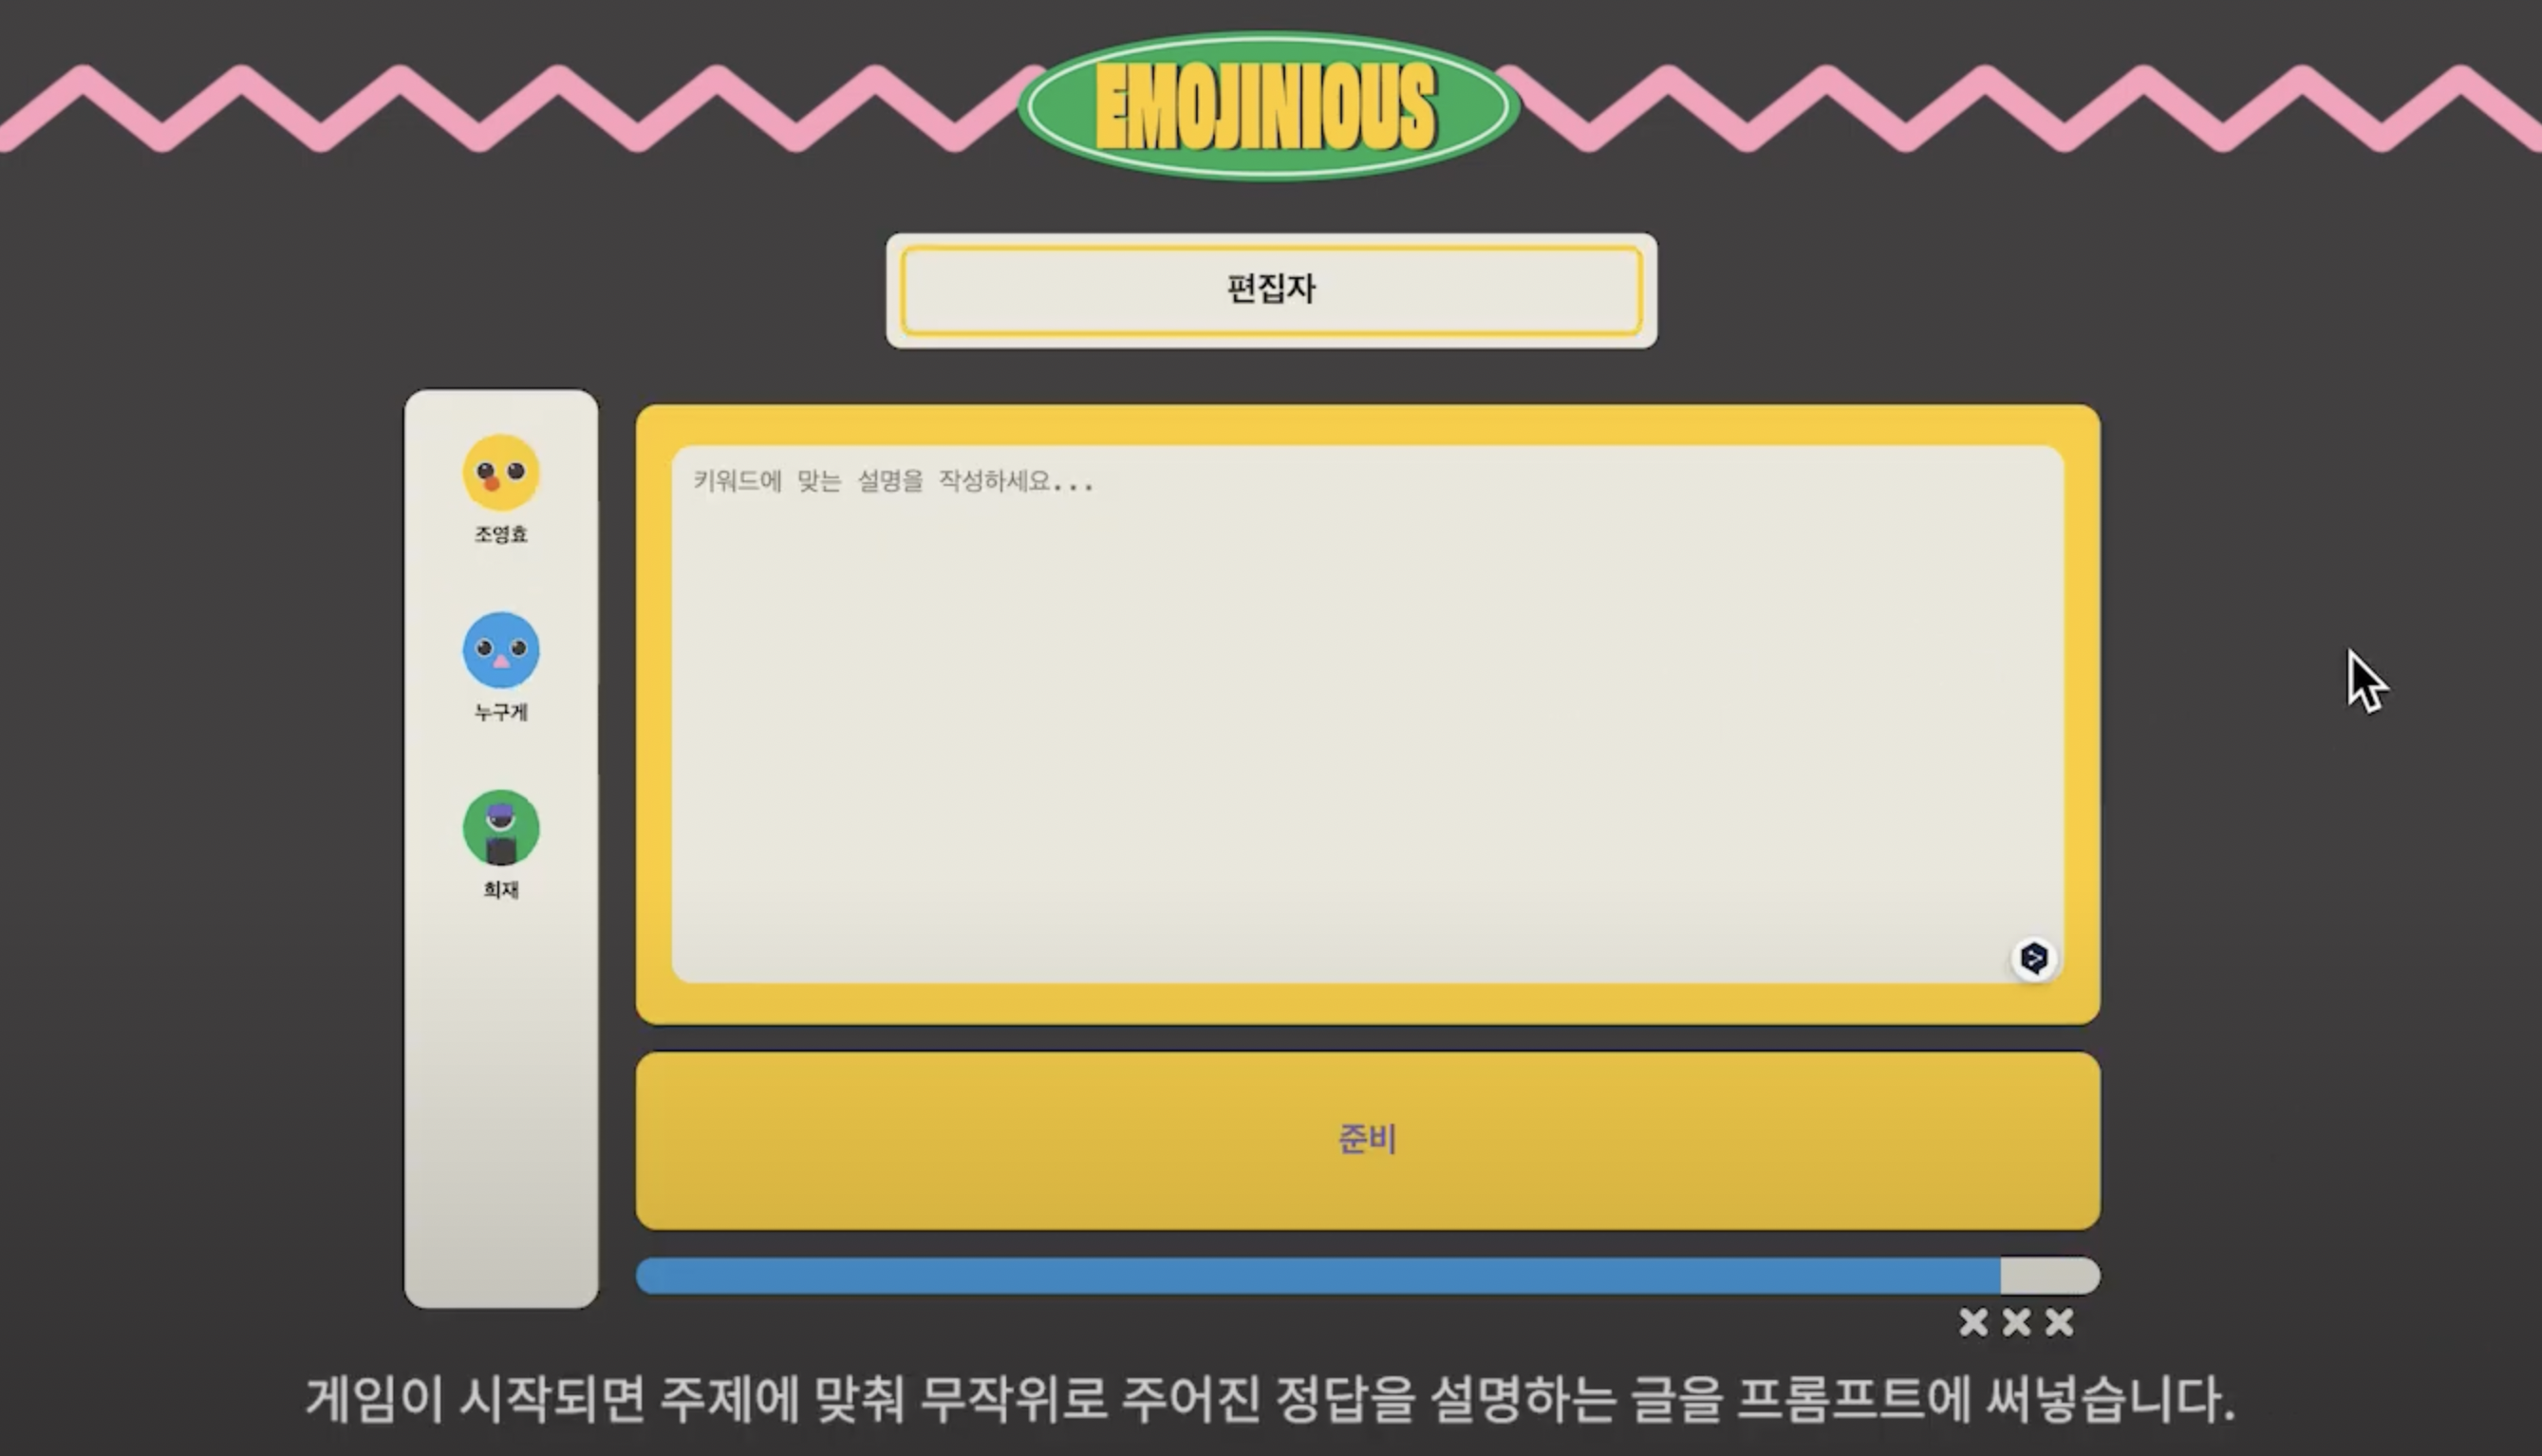 EMOJINIOUS
편집자
조영효
누구게
희재
키워드에 맞는 설명을 작성하세요...
준비
게임이 시작되면 주제에 맞춰 무작위로 주어진 정답을 설명하는 글을 프롬프트에 써넣습니다.